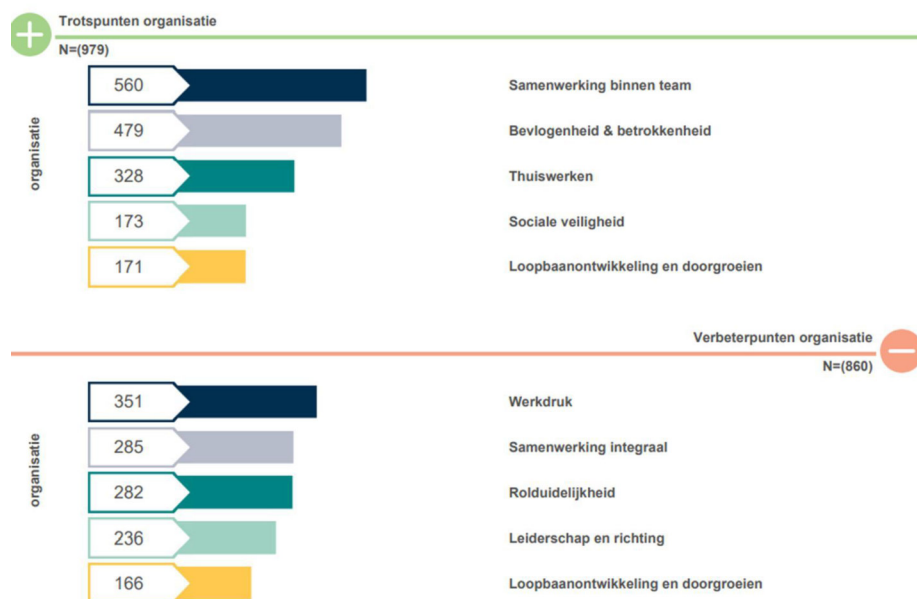 Trotspunten organisatie
N=(979)
organisatie
560 Samenwerking binnen team
479 Bevlogenheid & betrokkenheid
328 Thuiswerken
173 Sociale veiligheid
171 Loopbaanontwikkeling en doorgroeien
Verbeterpunten organisatie
N=(860)
organisatie
351 Werkdruk
285 Samenwerking integraal
282 Rolduidelijkheid
236 Leiderschap en richting
166 Loopbaanontwikkeling en doorgroeien